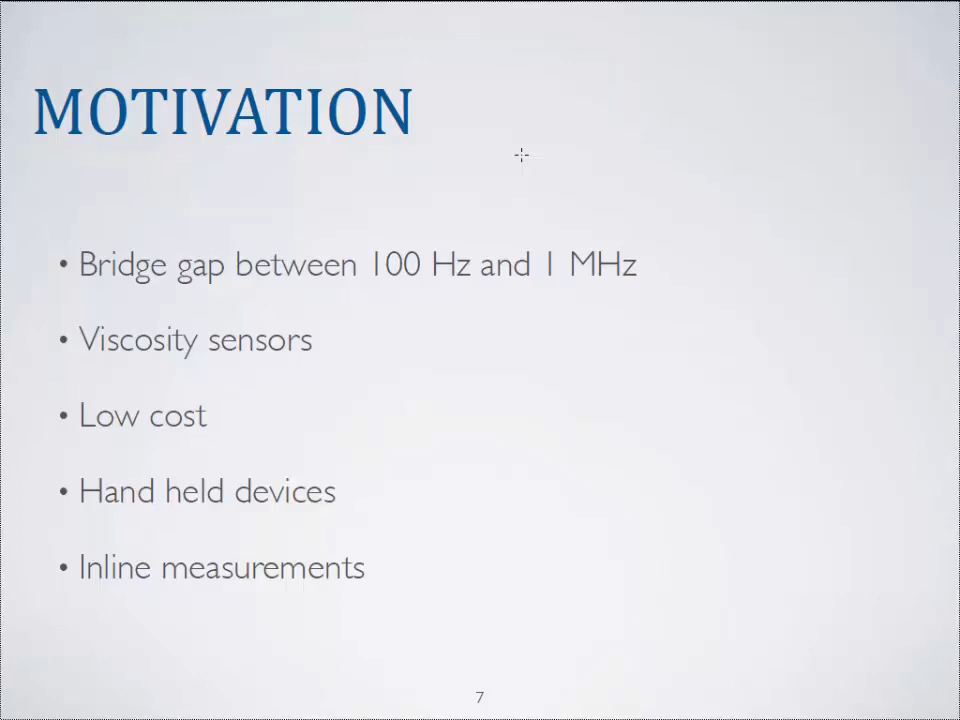 MOTIVATION
• Bridge gap between 100 Hz and 1 MHz
• Viscosity sensors
• Low cost
• Hand held devices
• Inline measurements
7